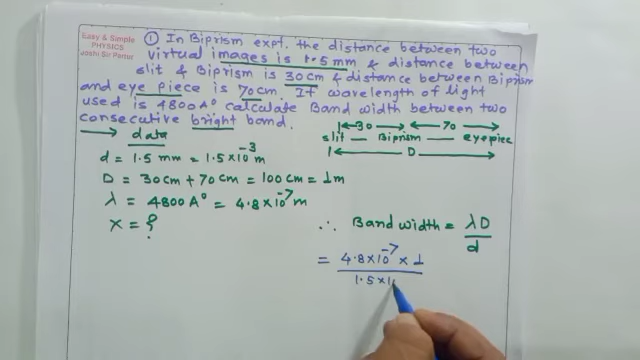 Easy & Simple
PHYSICS
Joshi Sir Pattur
① In Biprism expt. the distance between two
virtual images is 1.5 mm & distance between
slit & Biprism is 30 cm & distance between Biprism
and eye piece is 70 cm. If wavelength of light
used is 4800 A° calculate Band width between two
consecutive bright band.
→ data
d = 1.5 mm = 1.5×10⁻³ m
D = 30 cm + 70 cm = 100 cm = 1m
λ = 4800 A° = 4.8×10⁻⁷ m
X = ?
30 70
slit — Biprism — eyepiece
D
∴ Band width = λD
d
= 4.8×10⁻⁷ × 1
1.5×1